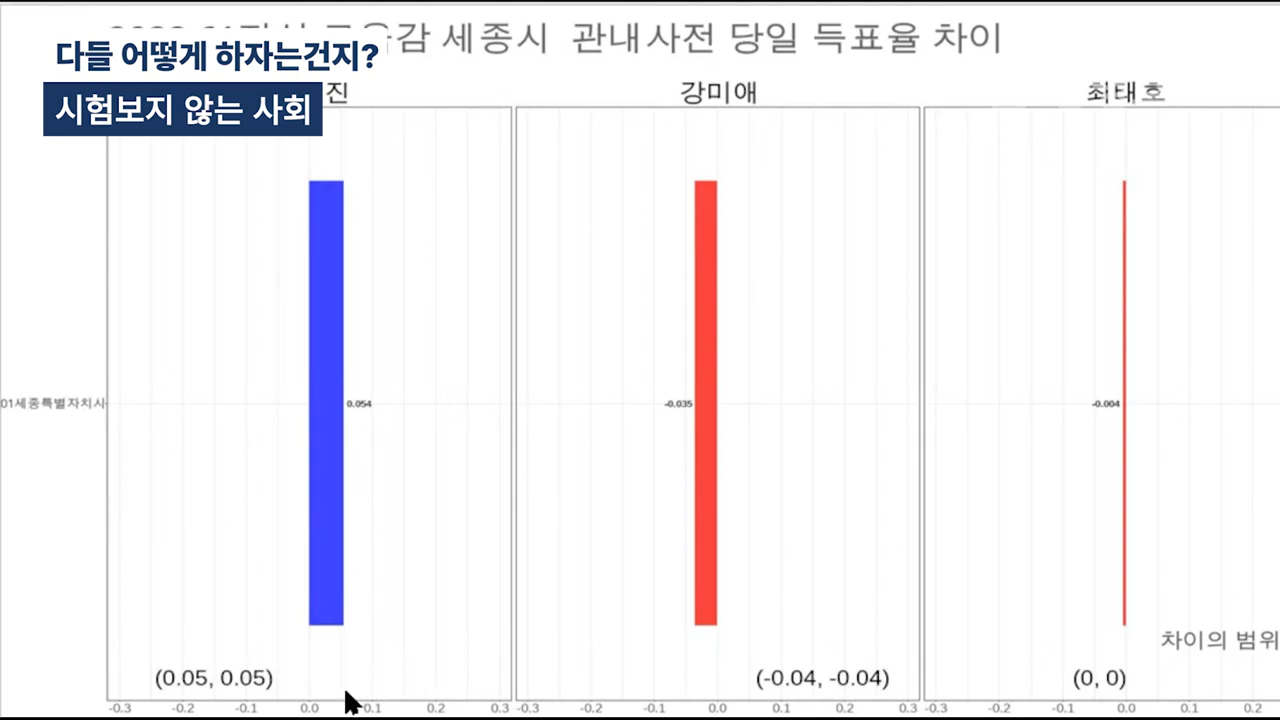 감 세종시 관내사전 당일 득표율 차이
다들 어떻게 하자는건지?
시험보지 않는 사회
진
강미애
최태호
01세종특별자치시
0.054
-0.035
-0.004
차이의 범위
(0.05, 0.05)
(-0.04, -0.04)
(0, 0)
-0.3 -0.2 -0.1 0.0 0.1 0.2 0.3
-0.3 -0.2 -0.1 0.0 0.1 0.2 0.3
-0.3 -0.2 -0.1 0.0 0.1 0.2